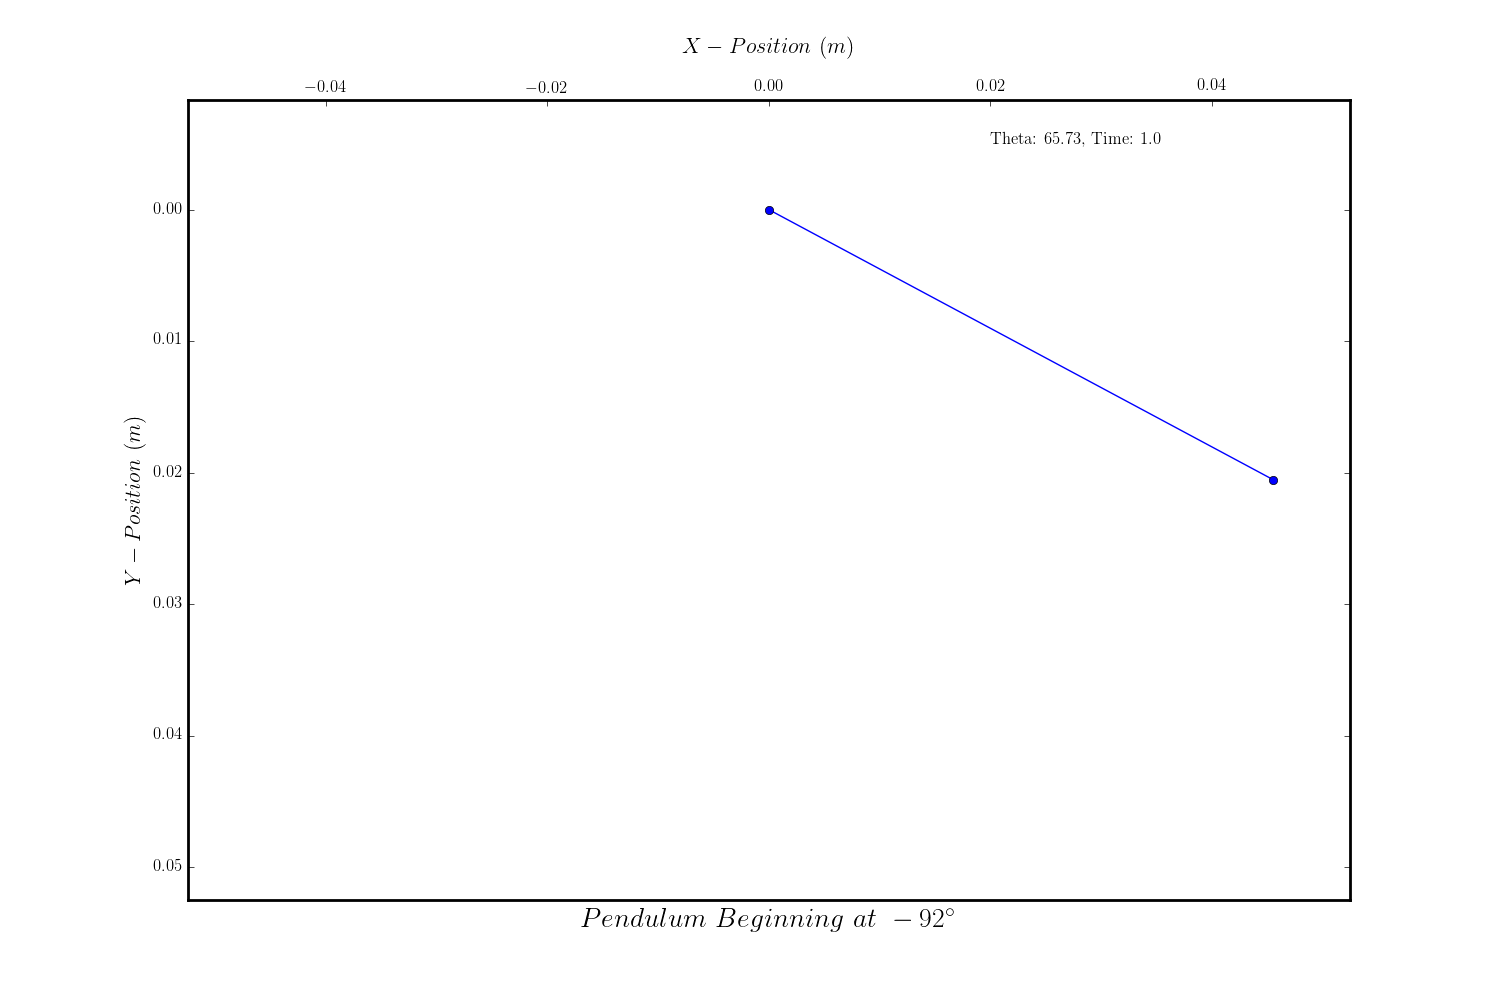 X − Position (m)
−0.04 −0.02 0.00 0.02 0.04
Theta: 65.73, Time: 1.0
0.00
0.01
Y − Position (m)
0.02
0.03
0.04
0.05
Pendulum Beginning at −92°